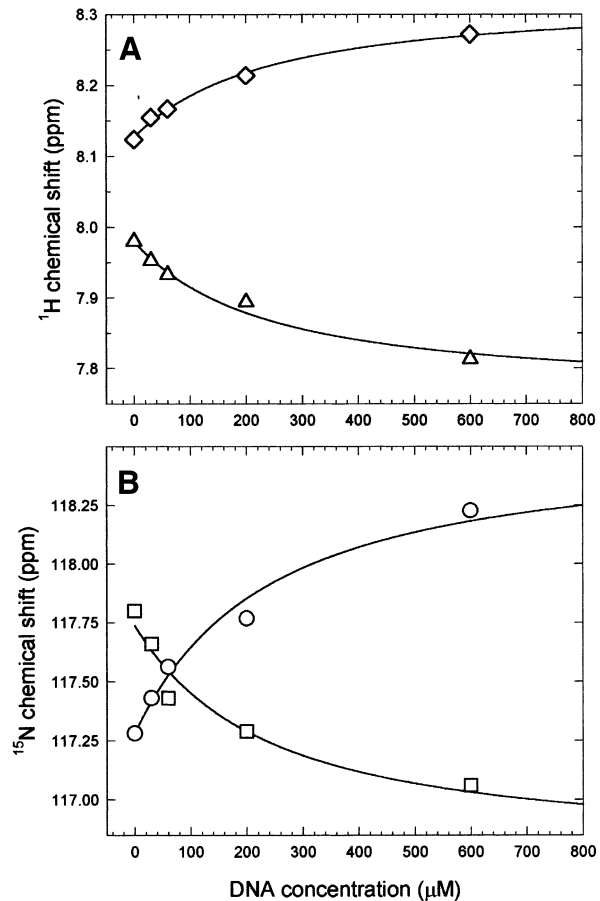 A
8.3
8.2
8.1
8.0
7.9
7.8
¹H chemical shift (ppm)
0 100 200 300 400 500 600 700 800
B
118.25
118.00
117.75
117.50
117.25
117.00
¹⁵N chemical shift (ppm)
0 100 200 300 400 500 600 700 800
DNA concentration (μM)